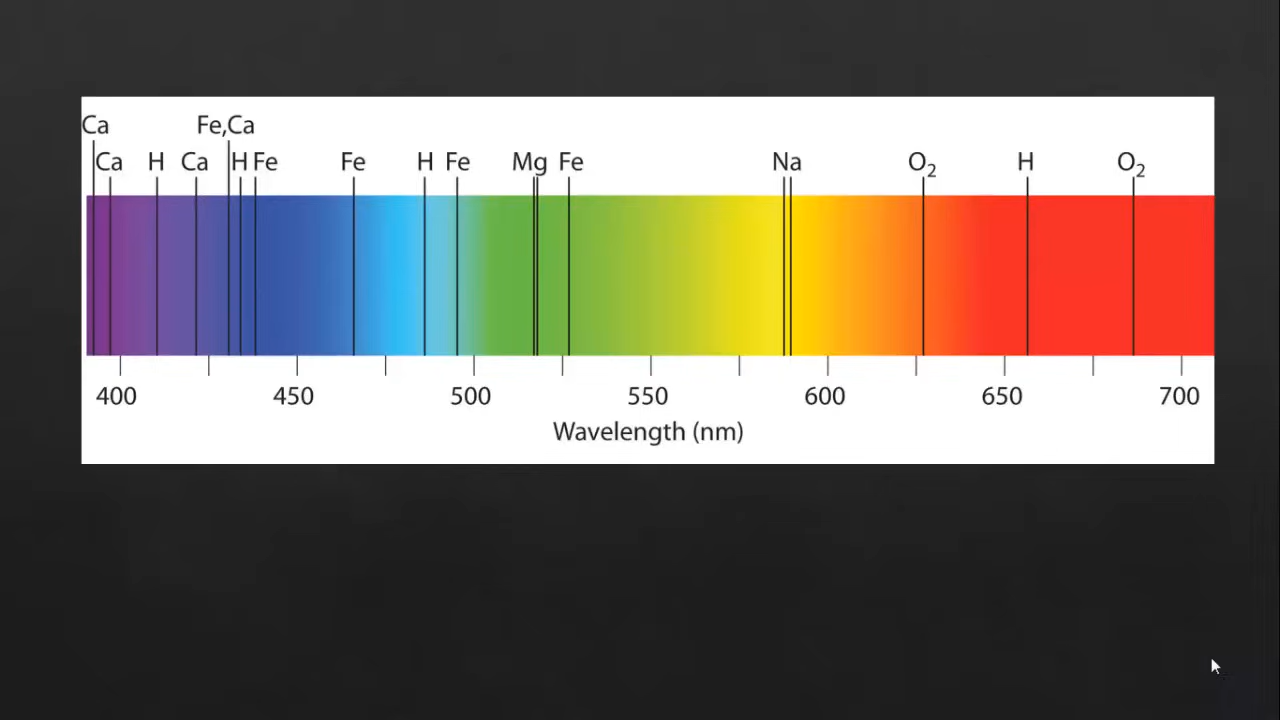 Ca Fe,Ca
Ca H Ca H Fe Fe H Fe Mg Fe Na O₂ H O₂
400 450 500 550 600 650 700
Wavelength (nm)